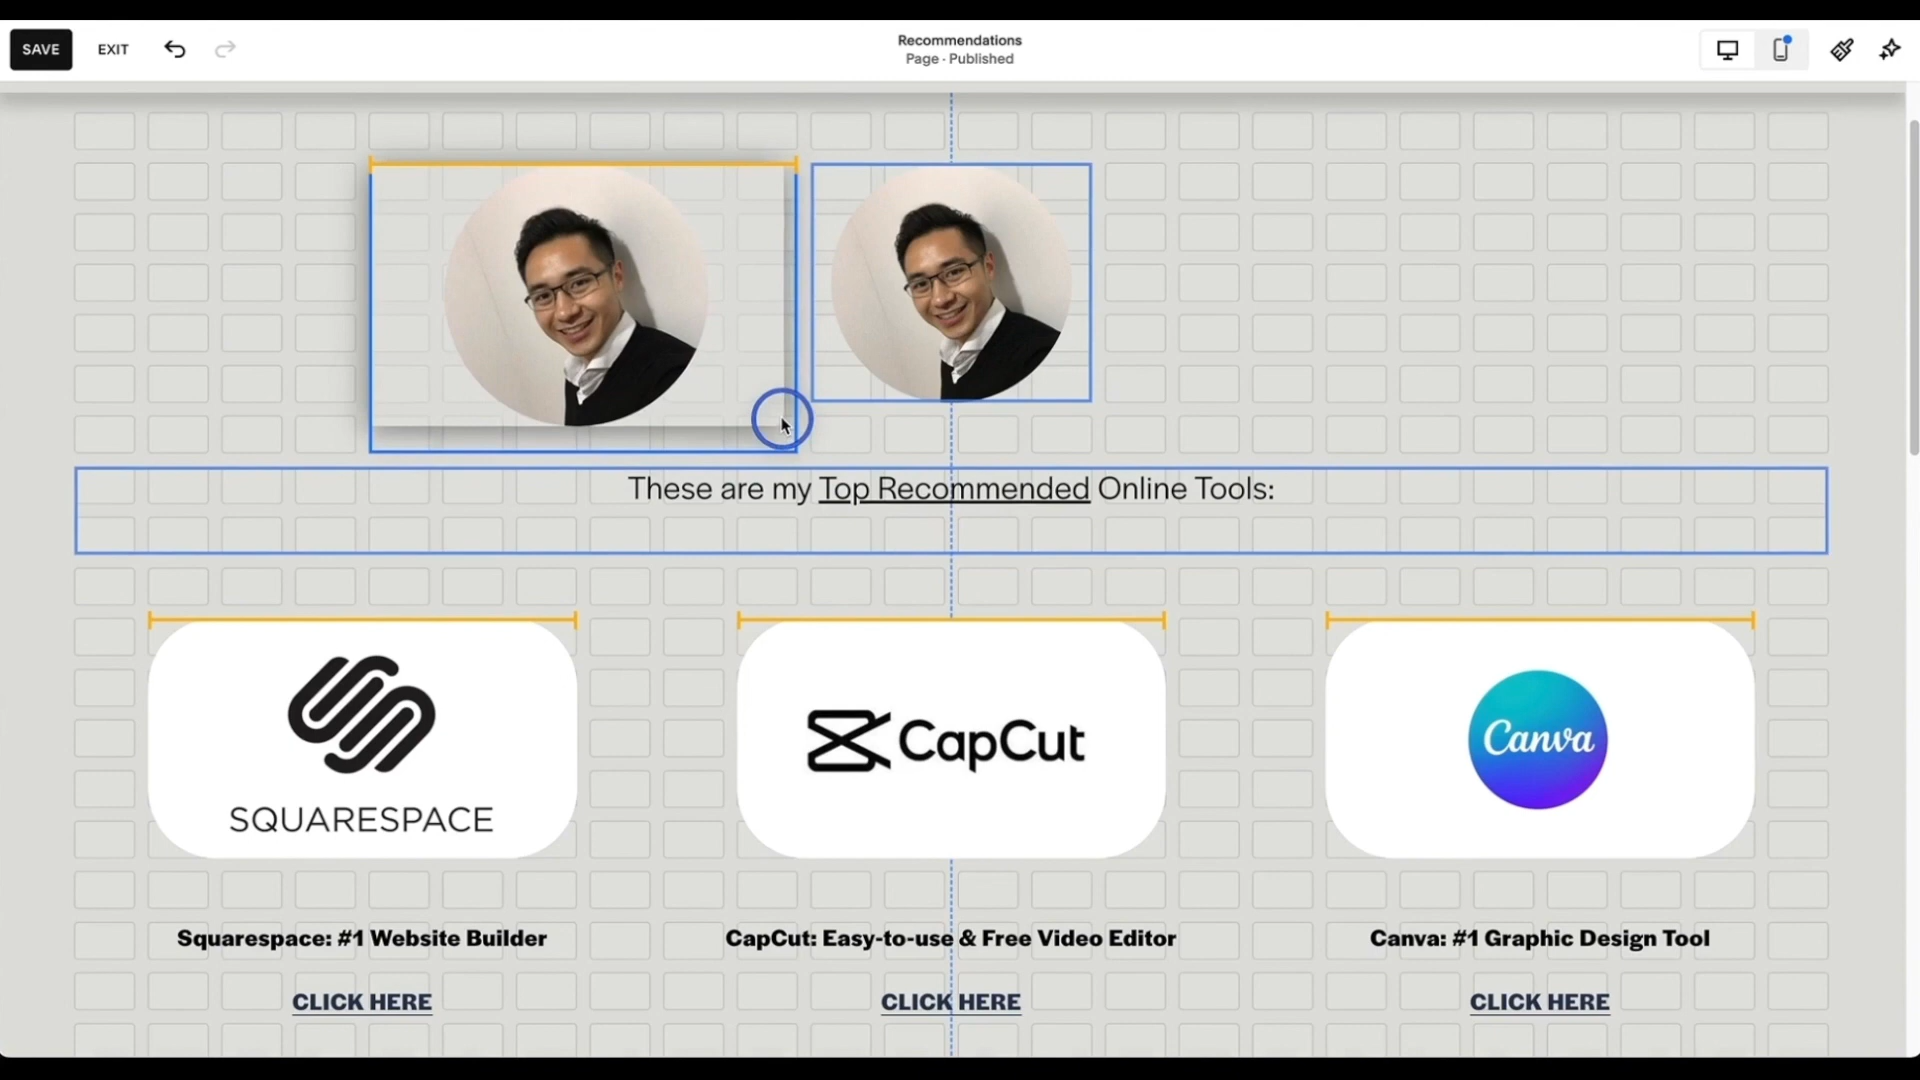 SAVE
EXIT
Recommendations
Page · Published
These are my Top Recommended Online Tools:
SQUARESPACE
CapCut
Canva
Squarespace: #1 Website Builder
CapCut: Easy-to-use & Free Video Editor
Canva: #1 Graphic Design Tool
CLICK HERE
CLICK HERE
CLICK HERE